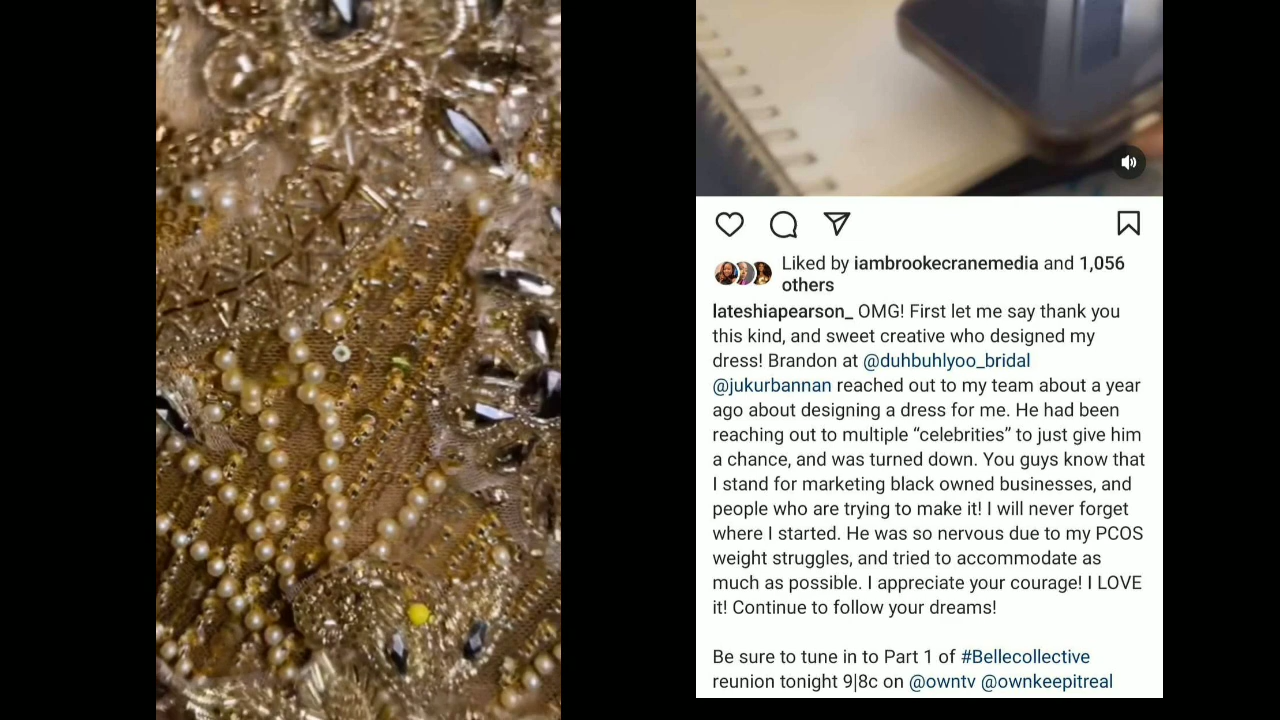 Liked by iambrookecranemedia and 1,056
others
lateshiapearson_ OMG! First let me say thank you
this kind, and sweet creative who designed my
dress! Brandon at @duhbuhlyoo_bridal
@jukurbannan reached out to my team about a year
ago about designing a dress for me. He had been
reaching out to multiple “celebrities” to just give him
a chance, and was turned down. You guys know that
I stand for marketing black owned businesses, and
people who are trying to make it! I will never forget
where I started. He was so nervous due to my PCOS
weight struggles, and tried to accommodate as
much as possible. I appreciate your courage! I LOVE
it! Continue to follow your dreams!
Be sure to tune in to Part 1 of #Bellecollective
reunion tonight 9|8c on @owntv @ownkeepitreal